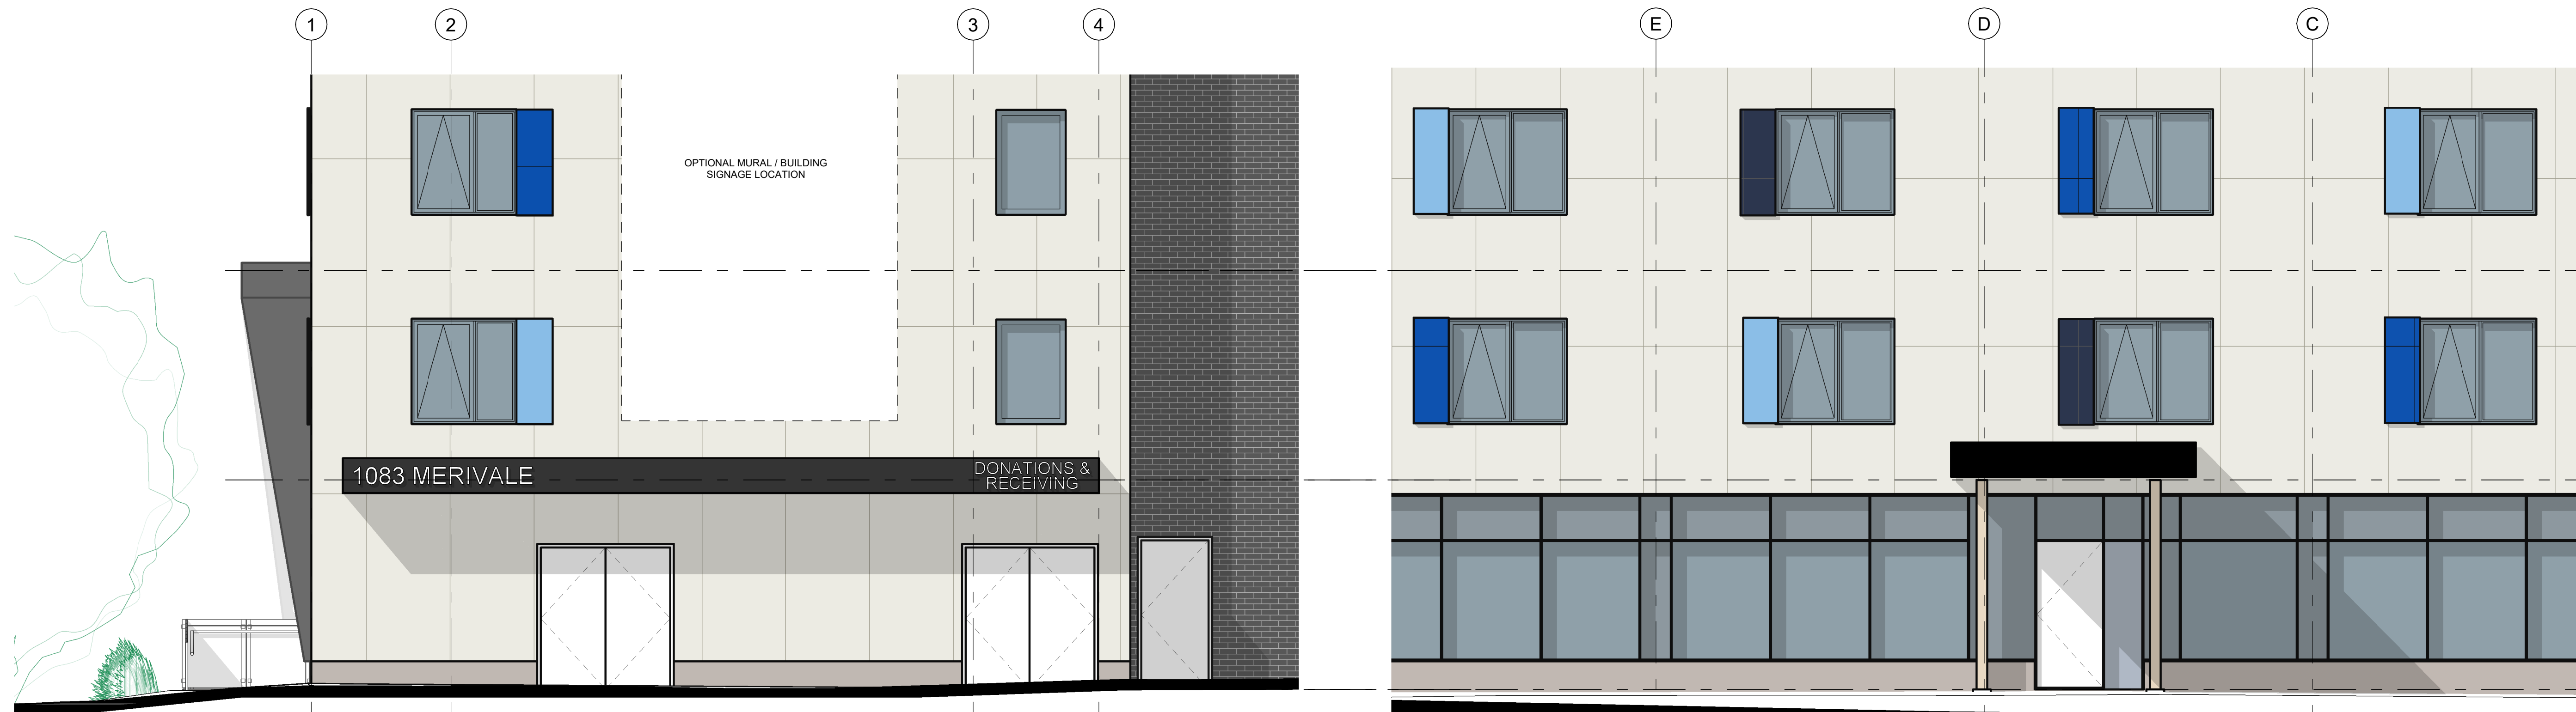 1
2
3
4
E
D
C
OPTIONAL MURAL / BUILDING
SIGNAGE LOCATION
1083 MERIVALE
DONATIONS &
RECEIVING